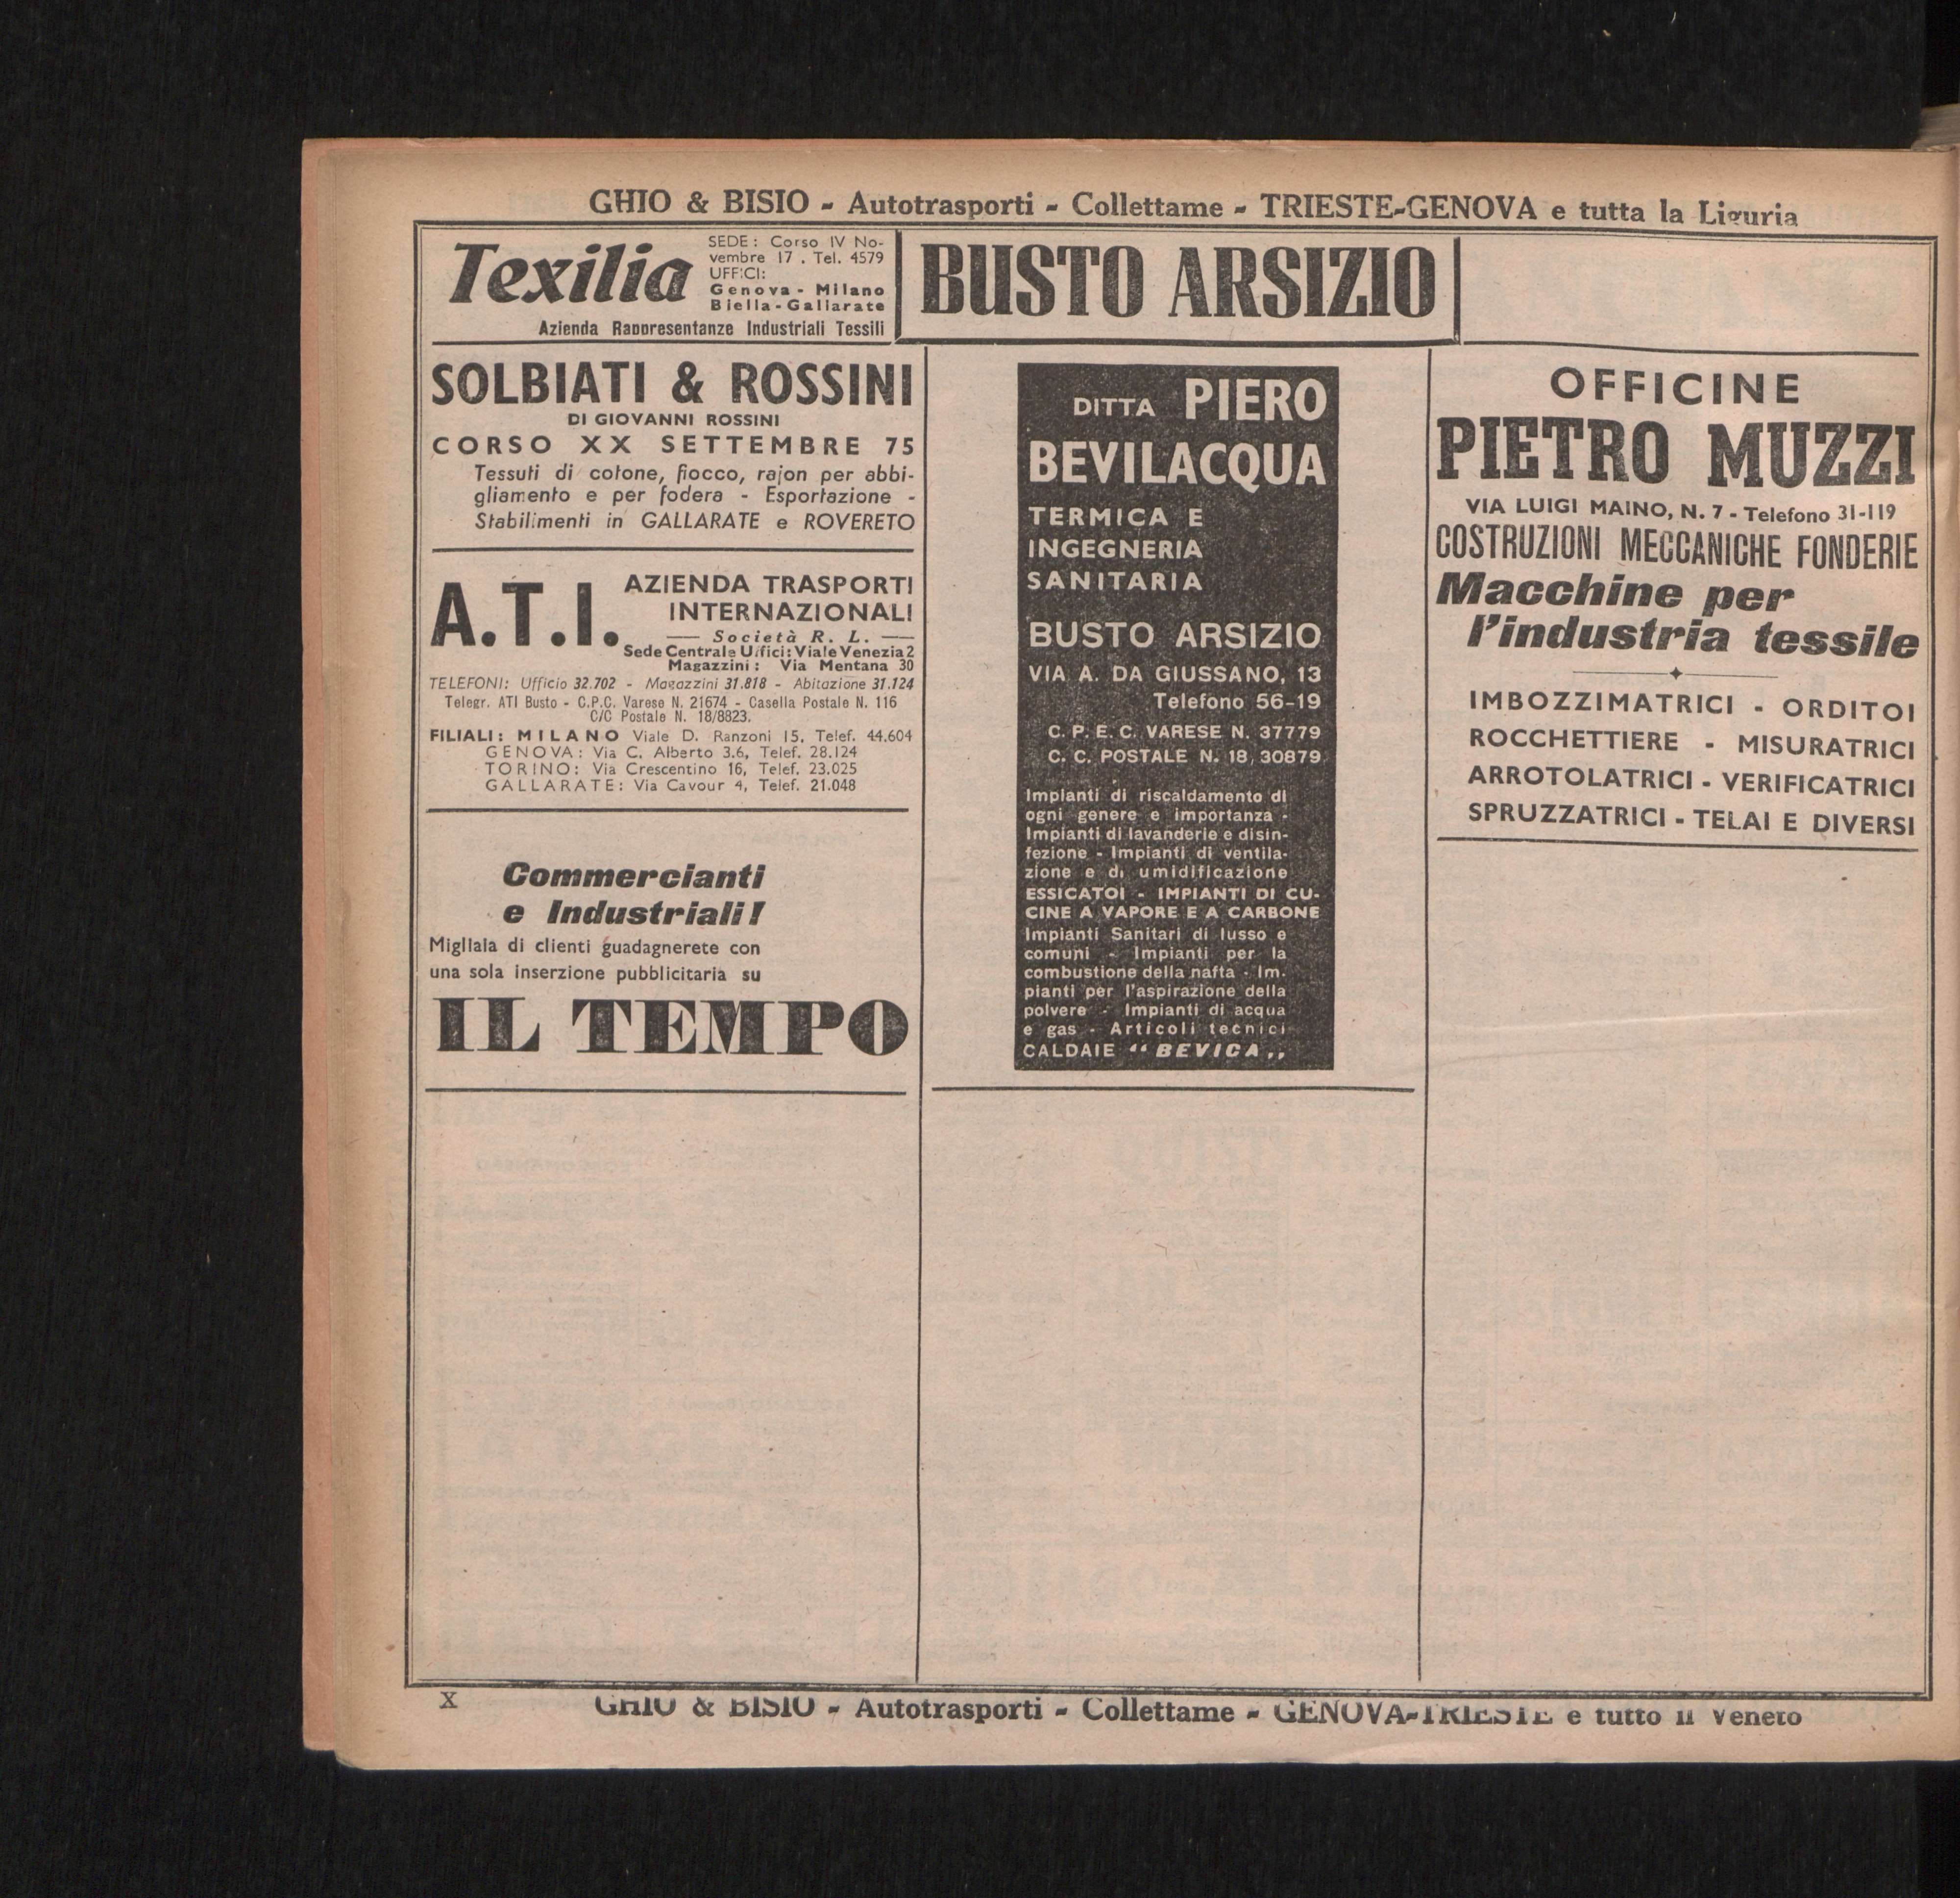 GHIO & BISIO - Autotrasporti - Collettame - TRIESTE-GENOVA e tutta la Liguria
Texilia
SEDE: Corso IV No-
vembre 17 . Tel. 4579
UFFICI:
Genova - Milano
Biella - Gallarate
Azienda Rappresentanze Industriali Tessili
BUSTO ARSIZIO
SOLBIATI & ROSSINI
DI GIOVANNI ROSSINI
CORSO XX SETTEMBRE 75
Tessuti di cotone, fiocco, rajon per abbi-
gliamento e per fodera - Esportazione -
Stabilimenti in GALLARATE e ROVERETO
A.T.I.
AZIENDA TRASPORTI
INTERNAZIONALI
Società R. L.
Sede Centrale Uffici: Viale Venezia 2
Magazzini: Via Mentana 30
TELEFONI: Ufficio 32.702 - Magazzini 31.818 - Abitazione 31.124
Telegr. ATI Busto - C.P.C. Varese N. 21674 - Casella Postale N. 116
C/C Postale N. 18/8823.
FILIALI: MILANO Viale D. Ranzoni 15, Telef. 44.604
GENOVA: Via C. Alberto 3.6, Telef. 28.124
TORINO: Via Crescentino 16, Telef. 23.025
GALLARATE: Via Cavour 4, Telef. 21.048
Commercianti
e Industriali!
Migliaia di clienti guadagnerete con
una sola inserzione pubblicitaria su
IL TEMPO
DITTA PIERO
BEVILACQUA
TERMICA E
INGEGNERIA
SANITARIA
BUSTO ARSIZIO
VIA A. DA GIUSSANO, 13
Telefono 56-19
C. P. E. C. VARESE N. 37779
C. C. POSTALE N. 18, 30879
Impianti di riscaldamento di
ogni genere e importanza -
Impianti di lavanderie e disin-
fezione - Impianti di ventila-
zione e di umidificazione
ESSICATOI - IMPIANTI DI CU-
CINE A VAPORE E A CARBONE
Impianti Sanitari di lusso e
comuni - Impianti per la
combustione della nafta - Im.
pianti per l'aspirazione della
polvere - Impianti di acqua
e gas - Articoli tecnici
CALDAIE “ BEVICA „
OFFICINE
PIETRO MUZZI
VIA LUIGI MAINO, N. 7 - Telefono 31-119
COSTRUZIONI MECCANICHE FONDERIE
Macchine per
l'industria tessile
IMBOZZIMATRICI - ORDITOI
ROCCHETTIERE - MISURATRICI
ARROTOLATRICI - VERIFICATRICI
SPRUZZATRICI - TELAI E DIVERSI
X
GHIO & BISIO - Autotrasporti - Collettame - GENOVA-TRIESTE e tutto il Veneto